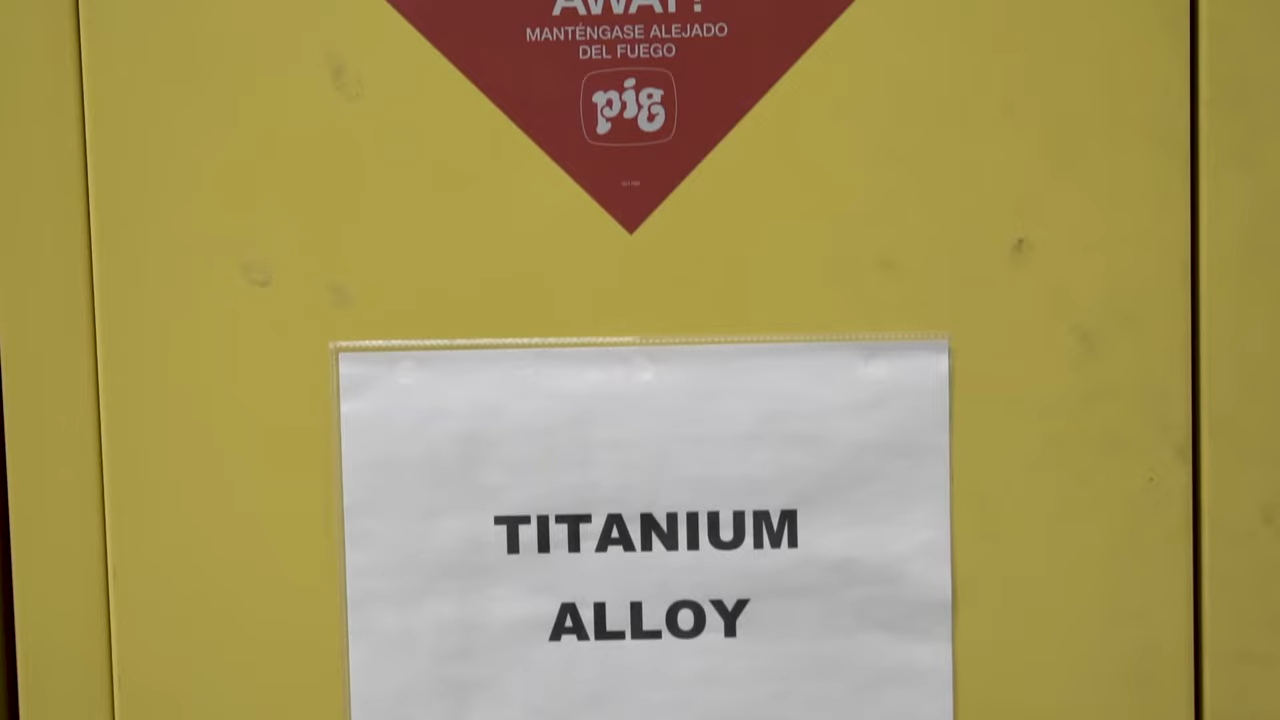 AWAY!
MANTÉNGASE ALEJADO
DEL FUEGO
pig
TITANIUM
ALLOY